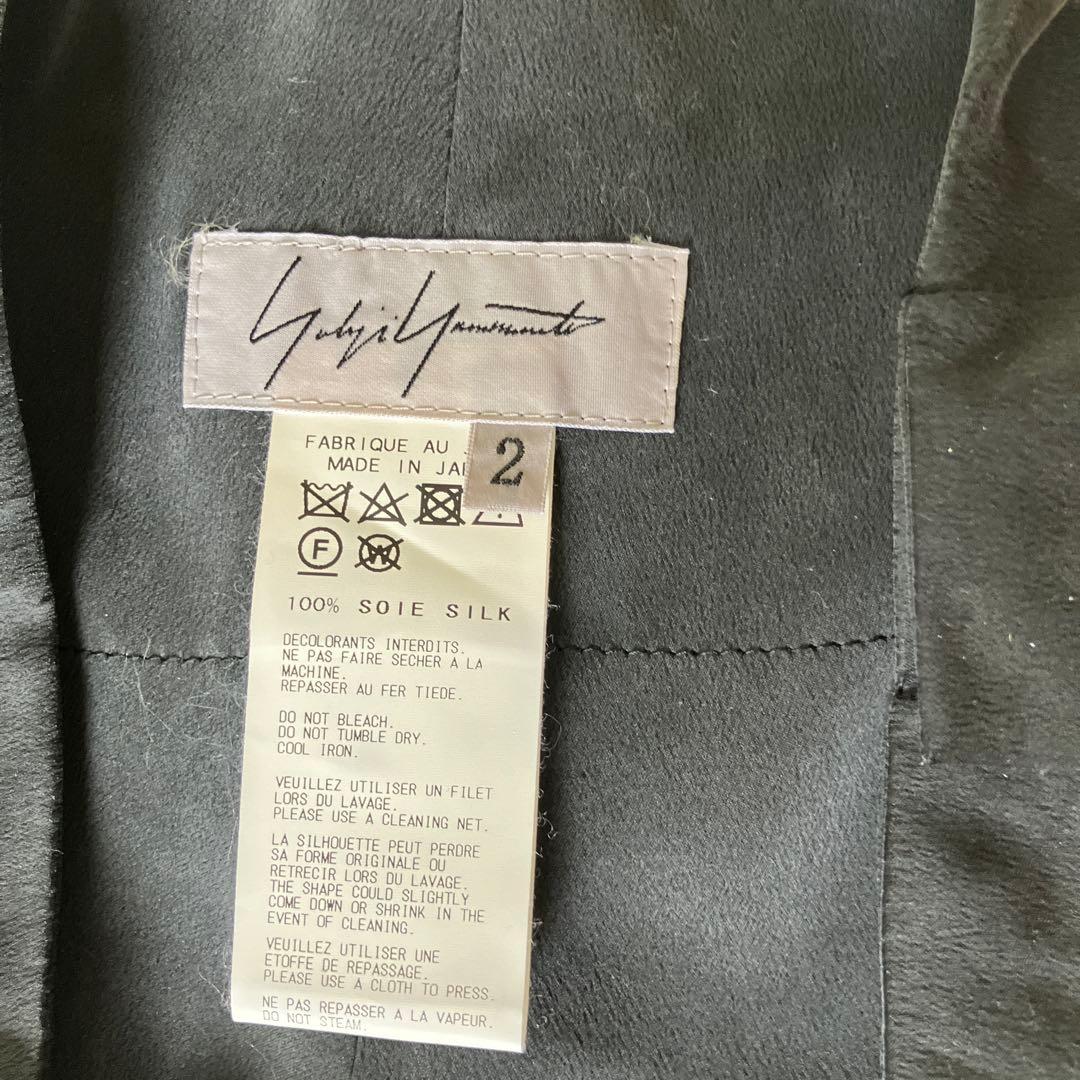 Yohji Yamamoto
2
FABRIQUE AU
MADE IN
F
W
100% SOIE SILK
DECOLORANTS INTERDITS.
NE PAS FAIRE SECHER A LA
MACHINE.
REPASSER AU FER TIEDE.
DO NOT BLEACH.
DO NOT TUMBLE DRY.
COOL IRON.
VEUILLEZ UTILISER UN FILET
LORS DU LAVAGE.
PLEASE USE A CLEANING NET.
LA SILHOUETTE PEUT PERDRE
SA FORME ORIGINALE OU
RETRECIR LORS DU LAVAGE.
THE SHAPE COULD SLIGHTLY
COME DOWN OR SHRINK IN THE
EVENT OF CLEANING.
VEUILLEZ UTILISER UNE
ETOFFE DE REPASSAGE.
PLEASE USE A CLOTH TO PRESS.
NE PAS REPASSER A LA VAPEUR.
DO NOT STEAM.